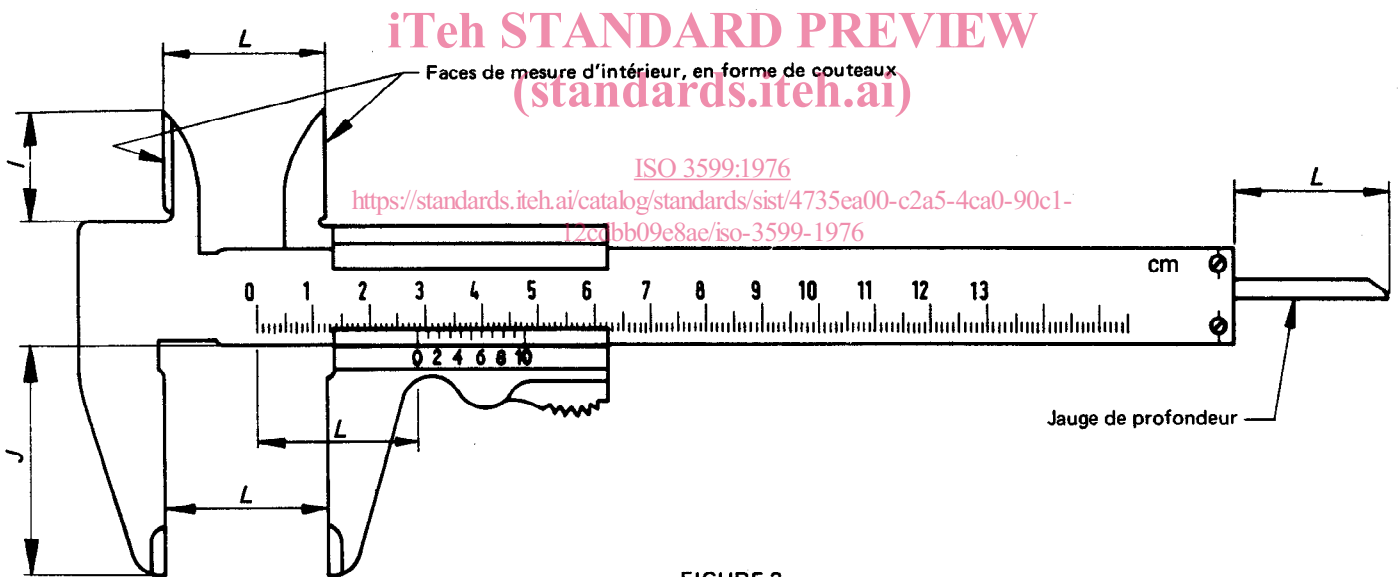 iTeh STANDARD PREVIEW
L
Faces de mesure d'intérieur, en forme de couteaux
(standards.iteh.ai)
I
ISO 3599:1976
https://standards.iteh.ai/catalog/standards/sist/4735ea00-c2a5-4ca0-90c1-
12cdbb09e8ae/iso-3599-1976
L
cm
0 1 2 3 4 5 6 7 8 9 10 11 12 13
0 2 4 6 8 10
Jauge de profondeur
L
J
L